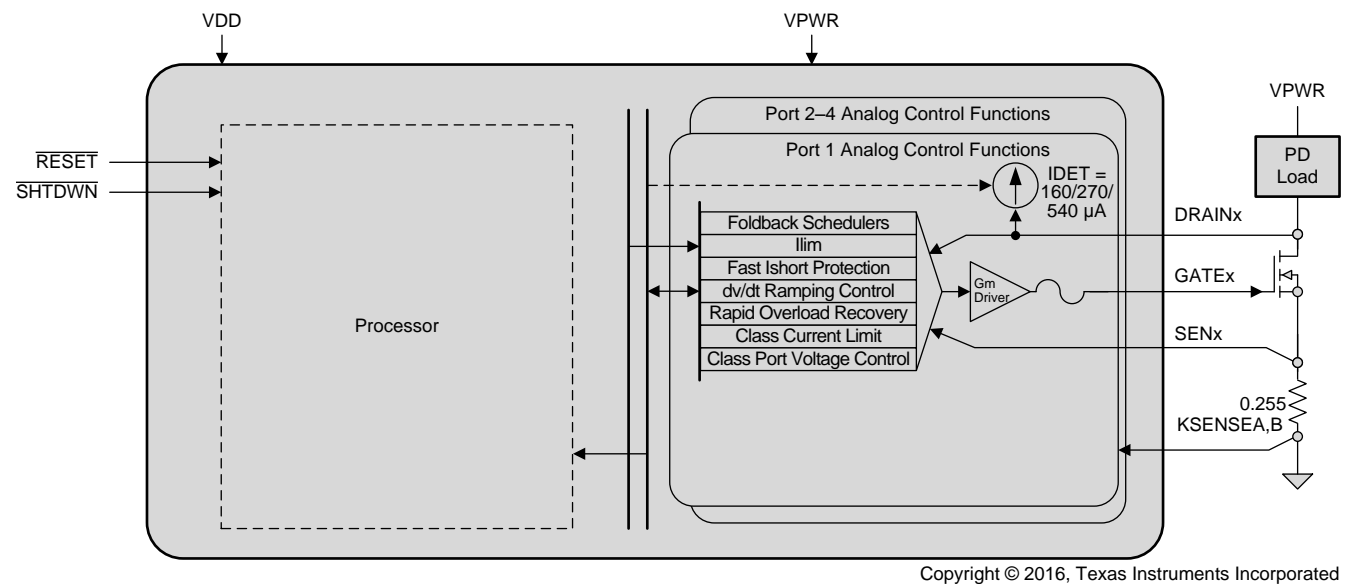 VDD
VPWR
VPWR
Port 2–4 Analog Control Functions
Port 1 Analog Control Functions
RESET
SHTDWN
IDET =
160/270/
540 µA
PD
Load
DRAINx
Foldback Schedulers
Ilim
Fast Ishort Protection
dv/dt Ramping Control
Rapid Overload Recovery
Class Current Limit
Class Port Voltage Control
Gm
Driver
GATEx
Processor
SENx
0.255
KSENSEA,B
Copyright © 2016, Texas Instruments Incorporated